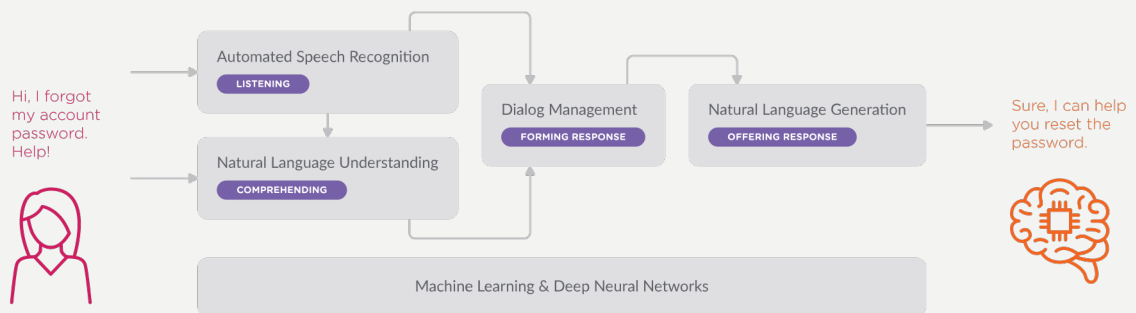 Hi, I forgot
my account
password.
Help!
Automated Speech Recognition
LISTENING
Natural Language Understanding
COMPREHENDING
Dialog Management
FORMING RESPONSE
Natural Language Generation
OFFERING RESPONSE
Sure, I can help
you reset the
password.
Machine Learning & Deep Neural Networks